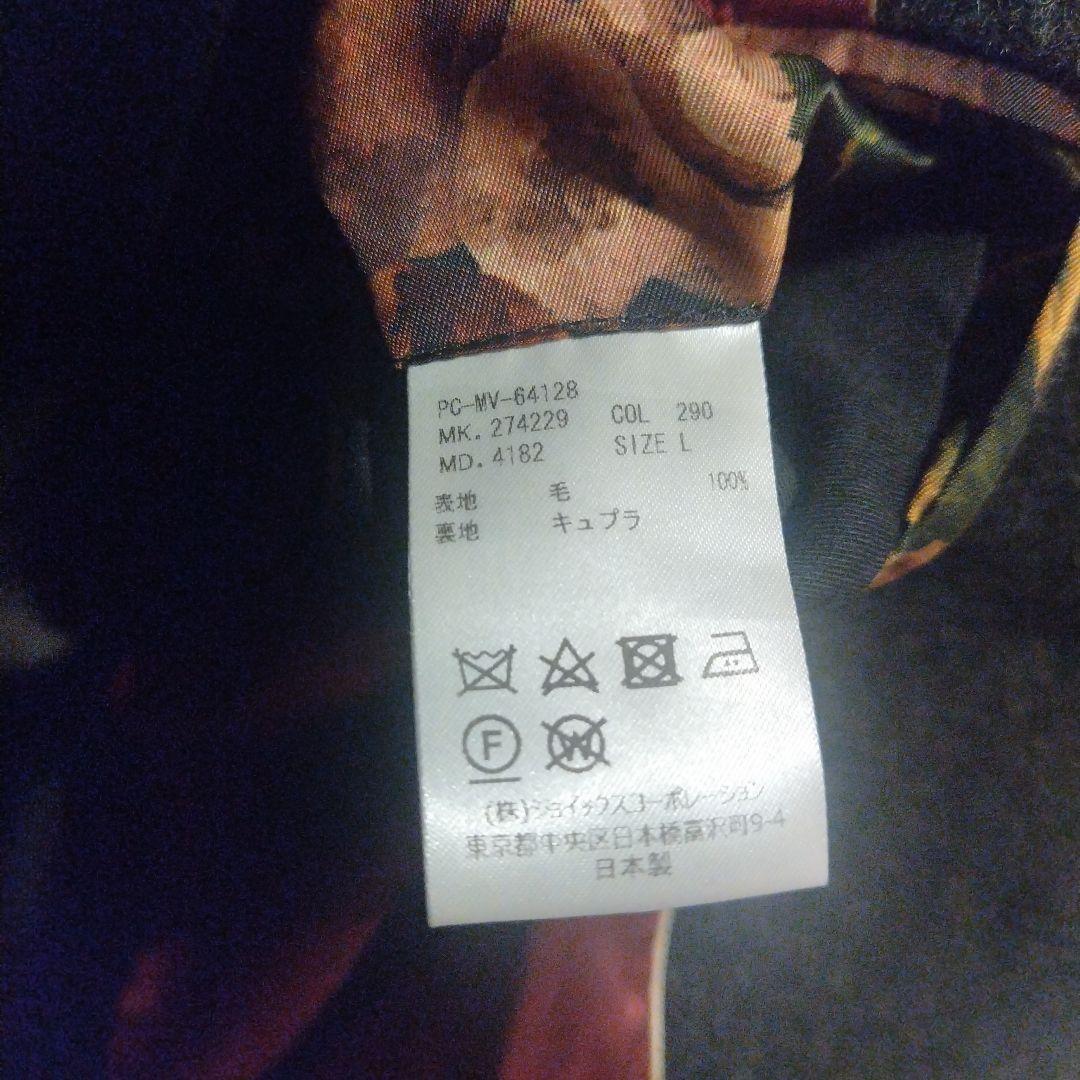 PC-MV-64128
MK. 274229 COL 290
MD. 4182 SIZE L
表地 毛 100%
裏地 キュプラ
F
W
(株)ジョイックスコーポレーション
東京都中央区日本橋富沢町9-4
日本製